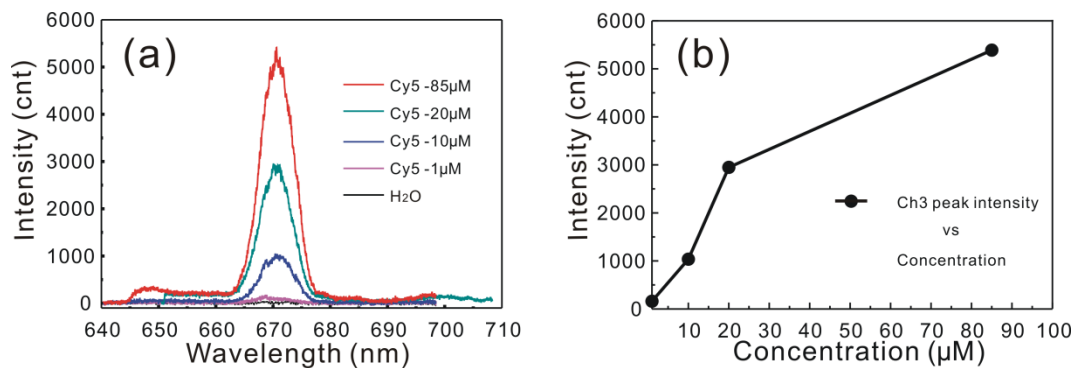 (a)
Intensity (cnt)
6000
5000
4000
3000
2000
1000
0
640 650 660 670 680 690 700 710
Wavelength (nm)
Cy5 -85μM
Cy5 -20μM
Cy5 -10μM
Cy5 -1μM
H₂O
(b)
Intensity (cnt)
6000
5000
4000
3000
2000
1000
0
10 20 30 40 50 60 70 80 90 100
Concentration (μM)
Ch3 peak intensity
vs
Concentration